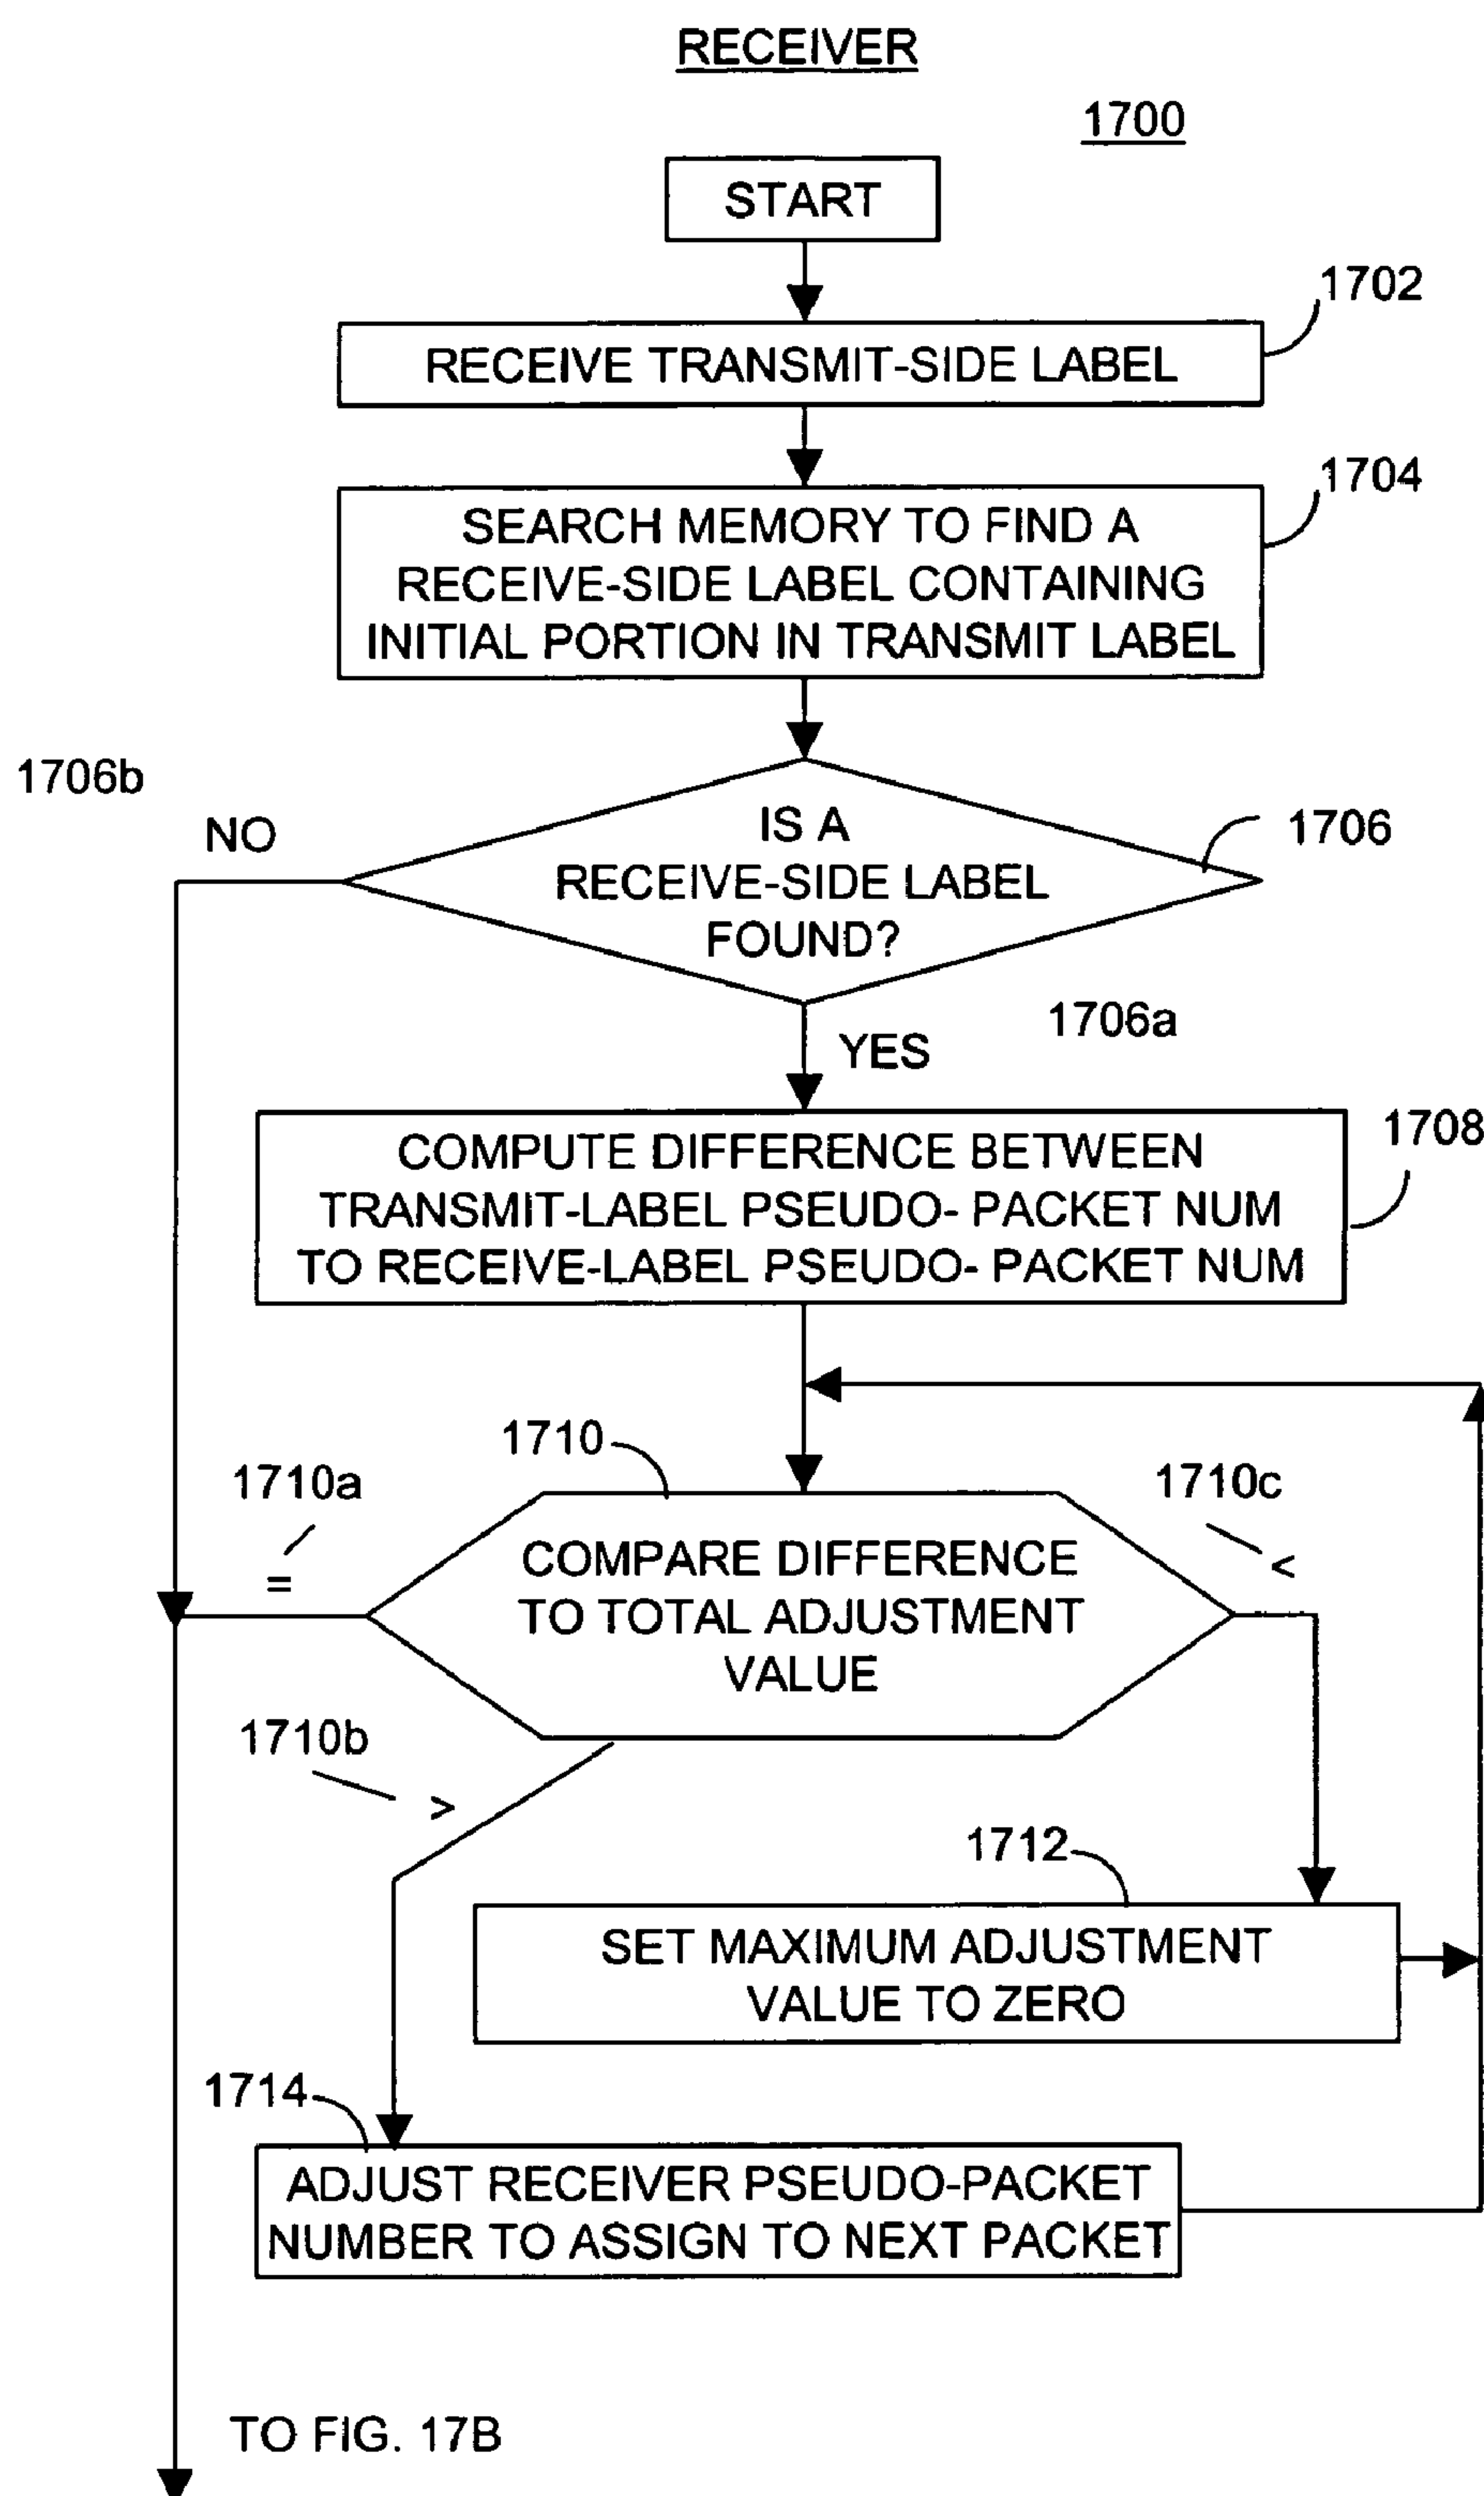 RECEIVER
1700
START
1702
RECEIVE TRANSMIT-SIDE LABEL
1704
SEARCH MEMORY TO FIND A
RECEIVE-SIDE LABEL CONTAINING
INITIAL PORTION IN TRANSMIT LABEL
1706b
NO
IS A
RECEIVE-SIDE LABEL
FOUND?
1706
1706a
YES
1708
COMPUTE DIFFERENCE BETWEEN
TRANSMIT-LABEL PSEUDO- PACKET NUM
TO RECEIVE-LABEL PSEUDO- PACKET NUM
1710
1710a
=
1710c
<
COMPARE DIFFERENCE
TO TOTAL ADJUSTMENT
VALUE
1710b
>
1712
SET MAXIMUM ADJUSTMENT
VALUE TO ZERO
1714
ADJUST RECEIVER PSEUDO-PACKET
NUMBER TO ASSIGN TO NEXT PACKET
TO FIG. 17B